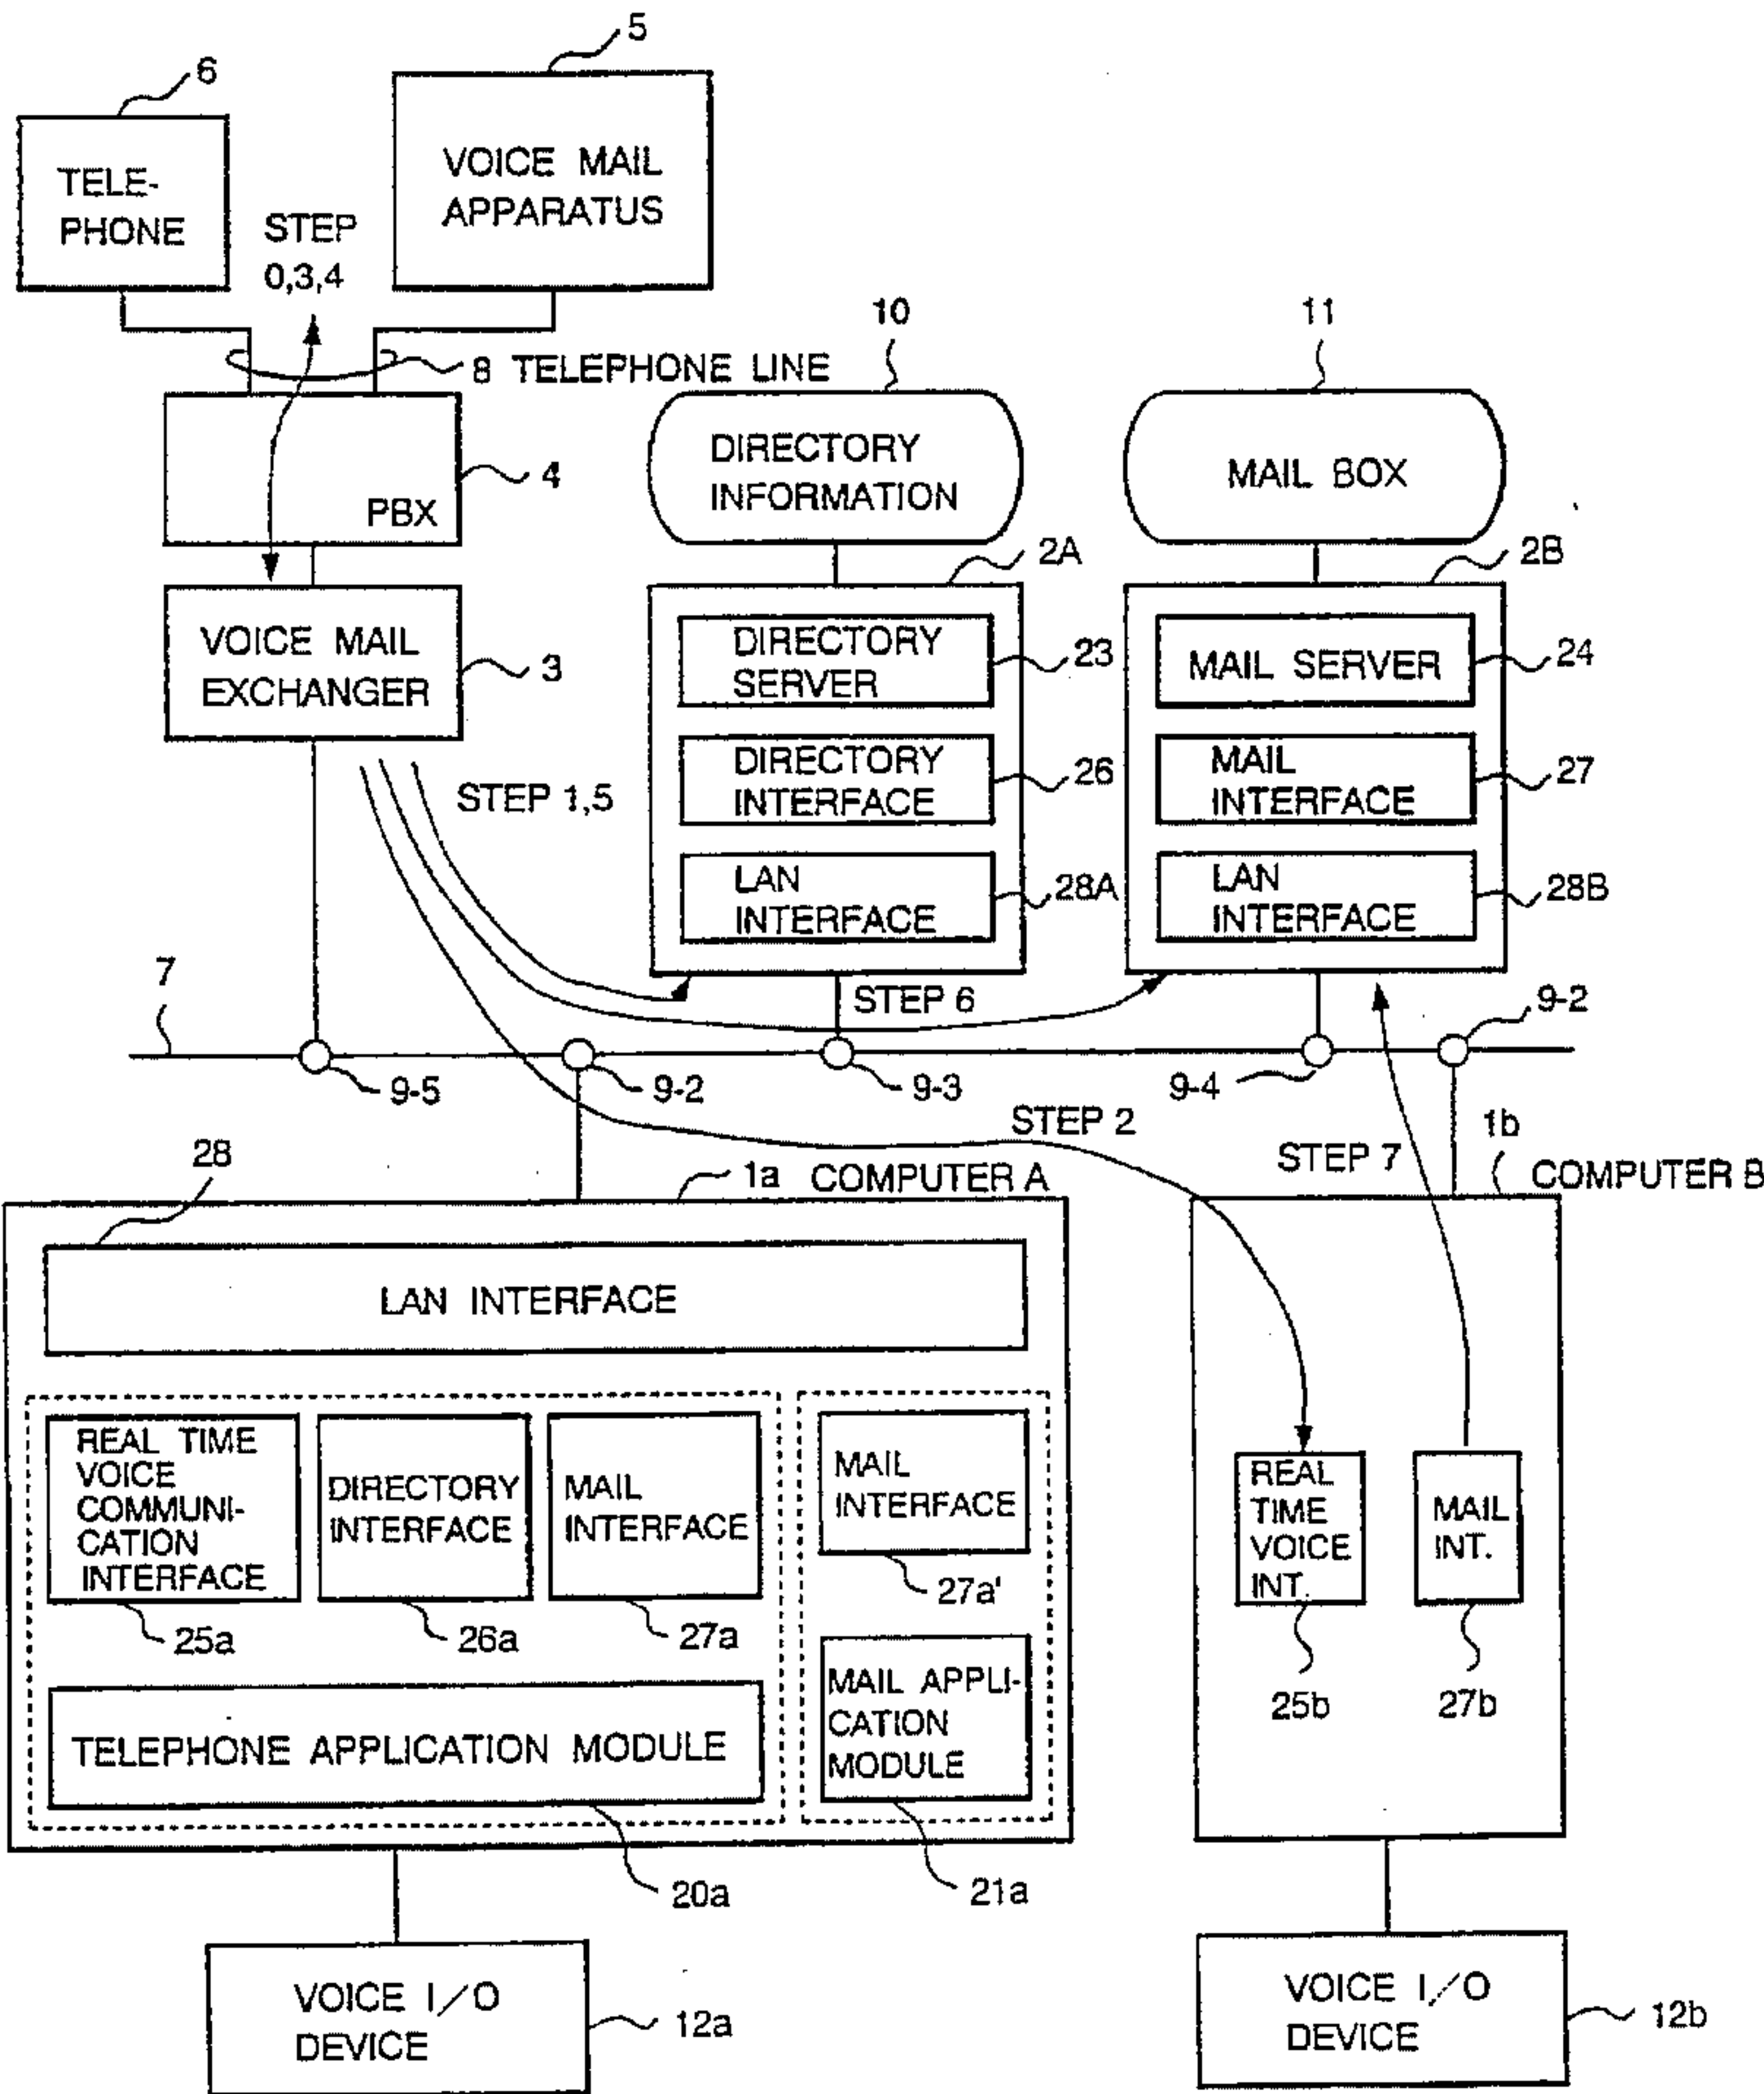 5
6
TELE-
PHONE
VOICE MAIL
APPARATUS
STEP
0,3,4
8 TELEPHONE LINE
10
11
PBX
4
DIRECTORY
INFORMATION
MAIL BOX
2A
2B
VOICE MAIL
EXCHANGER
3
DIRECTORY
SERVER
23
MAIL SERVER
24
STEP 1,5
DIRECTORY
INTERFACE
26
MAIL
INTERFACE
27
LAN
INTERFACE
28A
LAN
INTERFACE
28B
7
STEP 6
9-2
9-5
9-2
9-3
9-4
STEP 2
STEP 7
1b
COMPUTER B
28
1a COMPUTER A
LAN INTERFACE
REAL TIME
VOICE
COMMUNI-
CATION
INTERFACE
DIRECTORY
INTERFACE
MAIL
INTERFACE
MAIL
INTERFACE
REAL
TIME
VOICE
INT.
MAIL
INT.
25a
26a
27a
27a'
25b
27b
TELEPHONE APPLICATION MODULE
MAIL APPLI-
CATION
MODULE
20a
21a
VOICE I/O
DEVICE
12a
VOICE I/O
DEVICE
12b